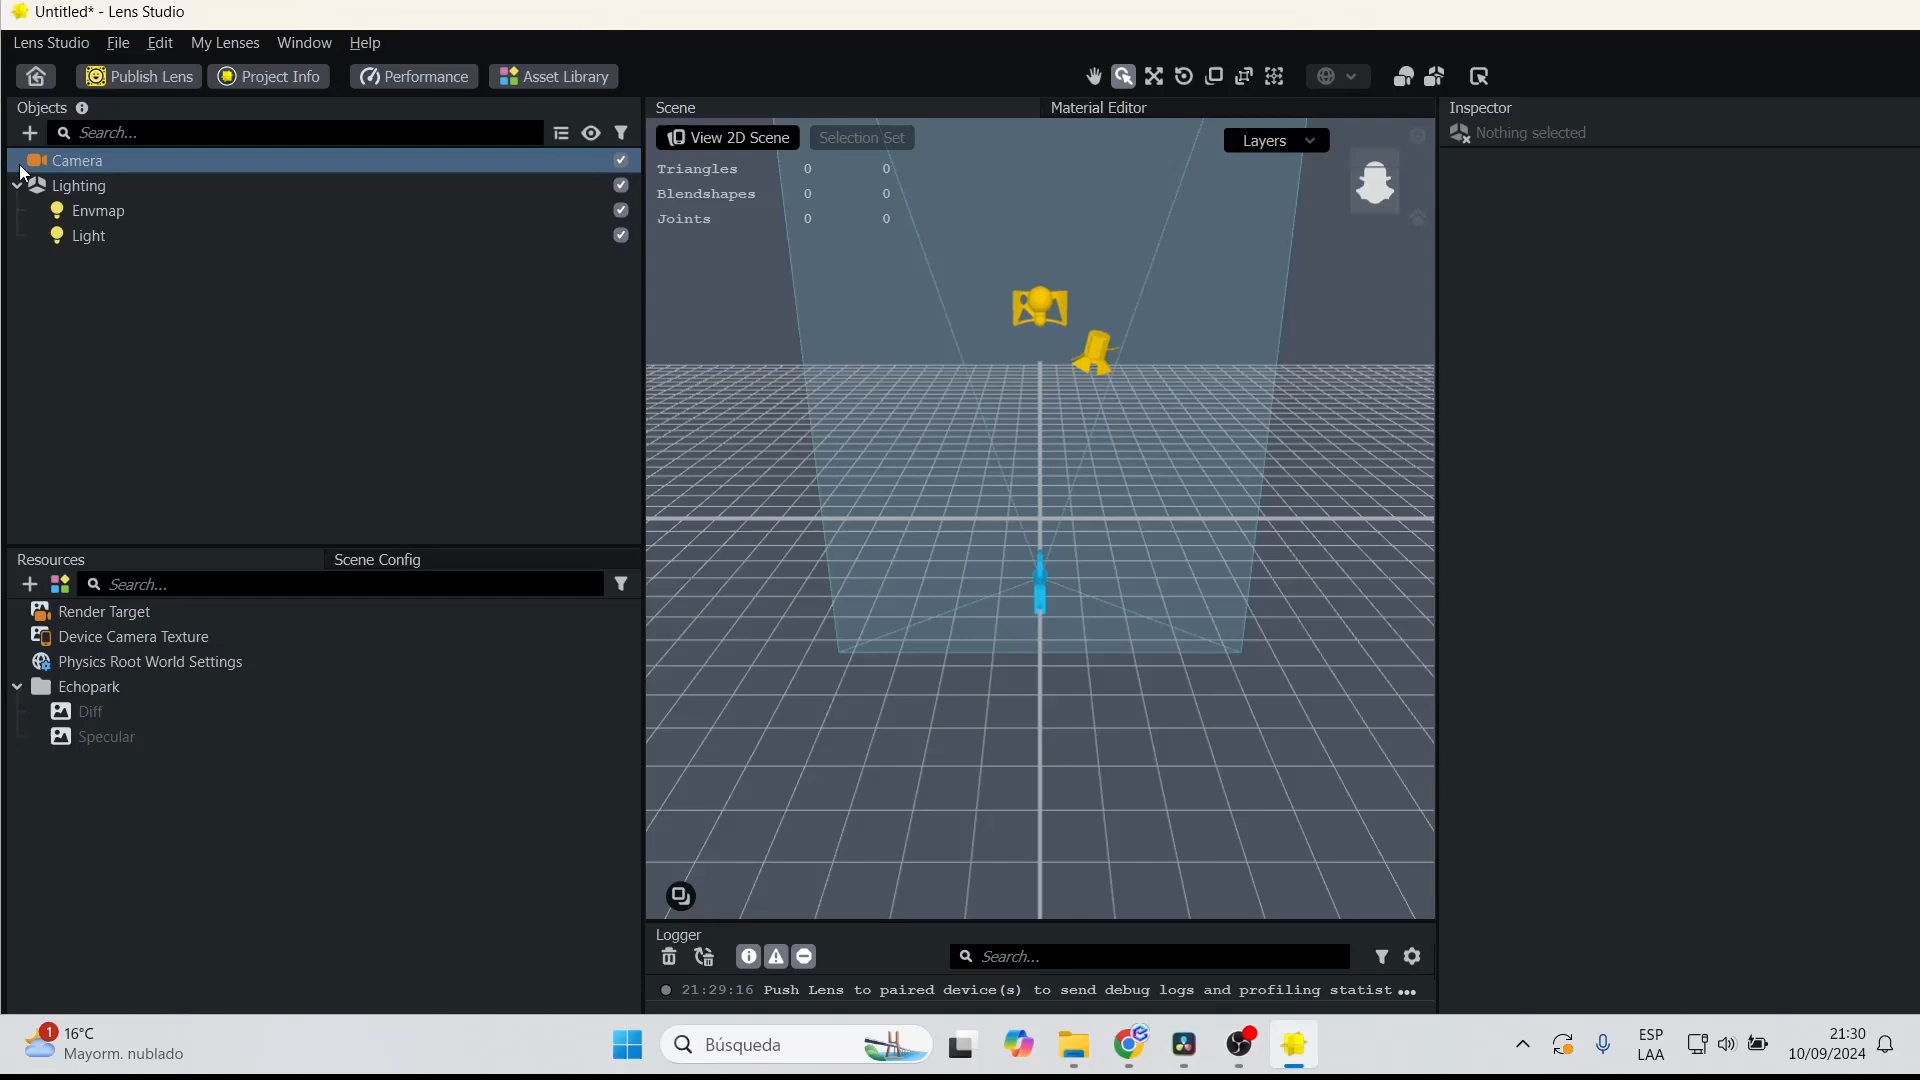 Untitled* - Lens Studio
Lens Studio File Edit My Lenses Window Help
Publish Lens Project Info Performance Asset Library
Objects
Search...
Camera
Lighting
Envmap
Light
Resources Scene Config
Search...
Render Target
Device Camera Texture
Physics Root World Settings
Echopark
Diff
Specular
Scene Material Editor
View 2D Scene Selection Set Layers
Triangles 0 0
Blendshapes 0 0
Joints 0 0
Logger
Search...
21:29:16 Push Lens to paired device(s) to send debug logs and profiling statist ...
Inspector
Nothing selected
1
16°C
Mayorm. nublado
Búsqueda
ESP
LAA
21:30
10/09/2024